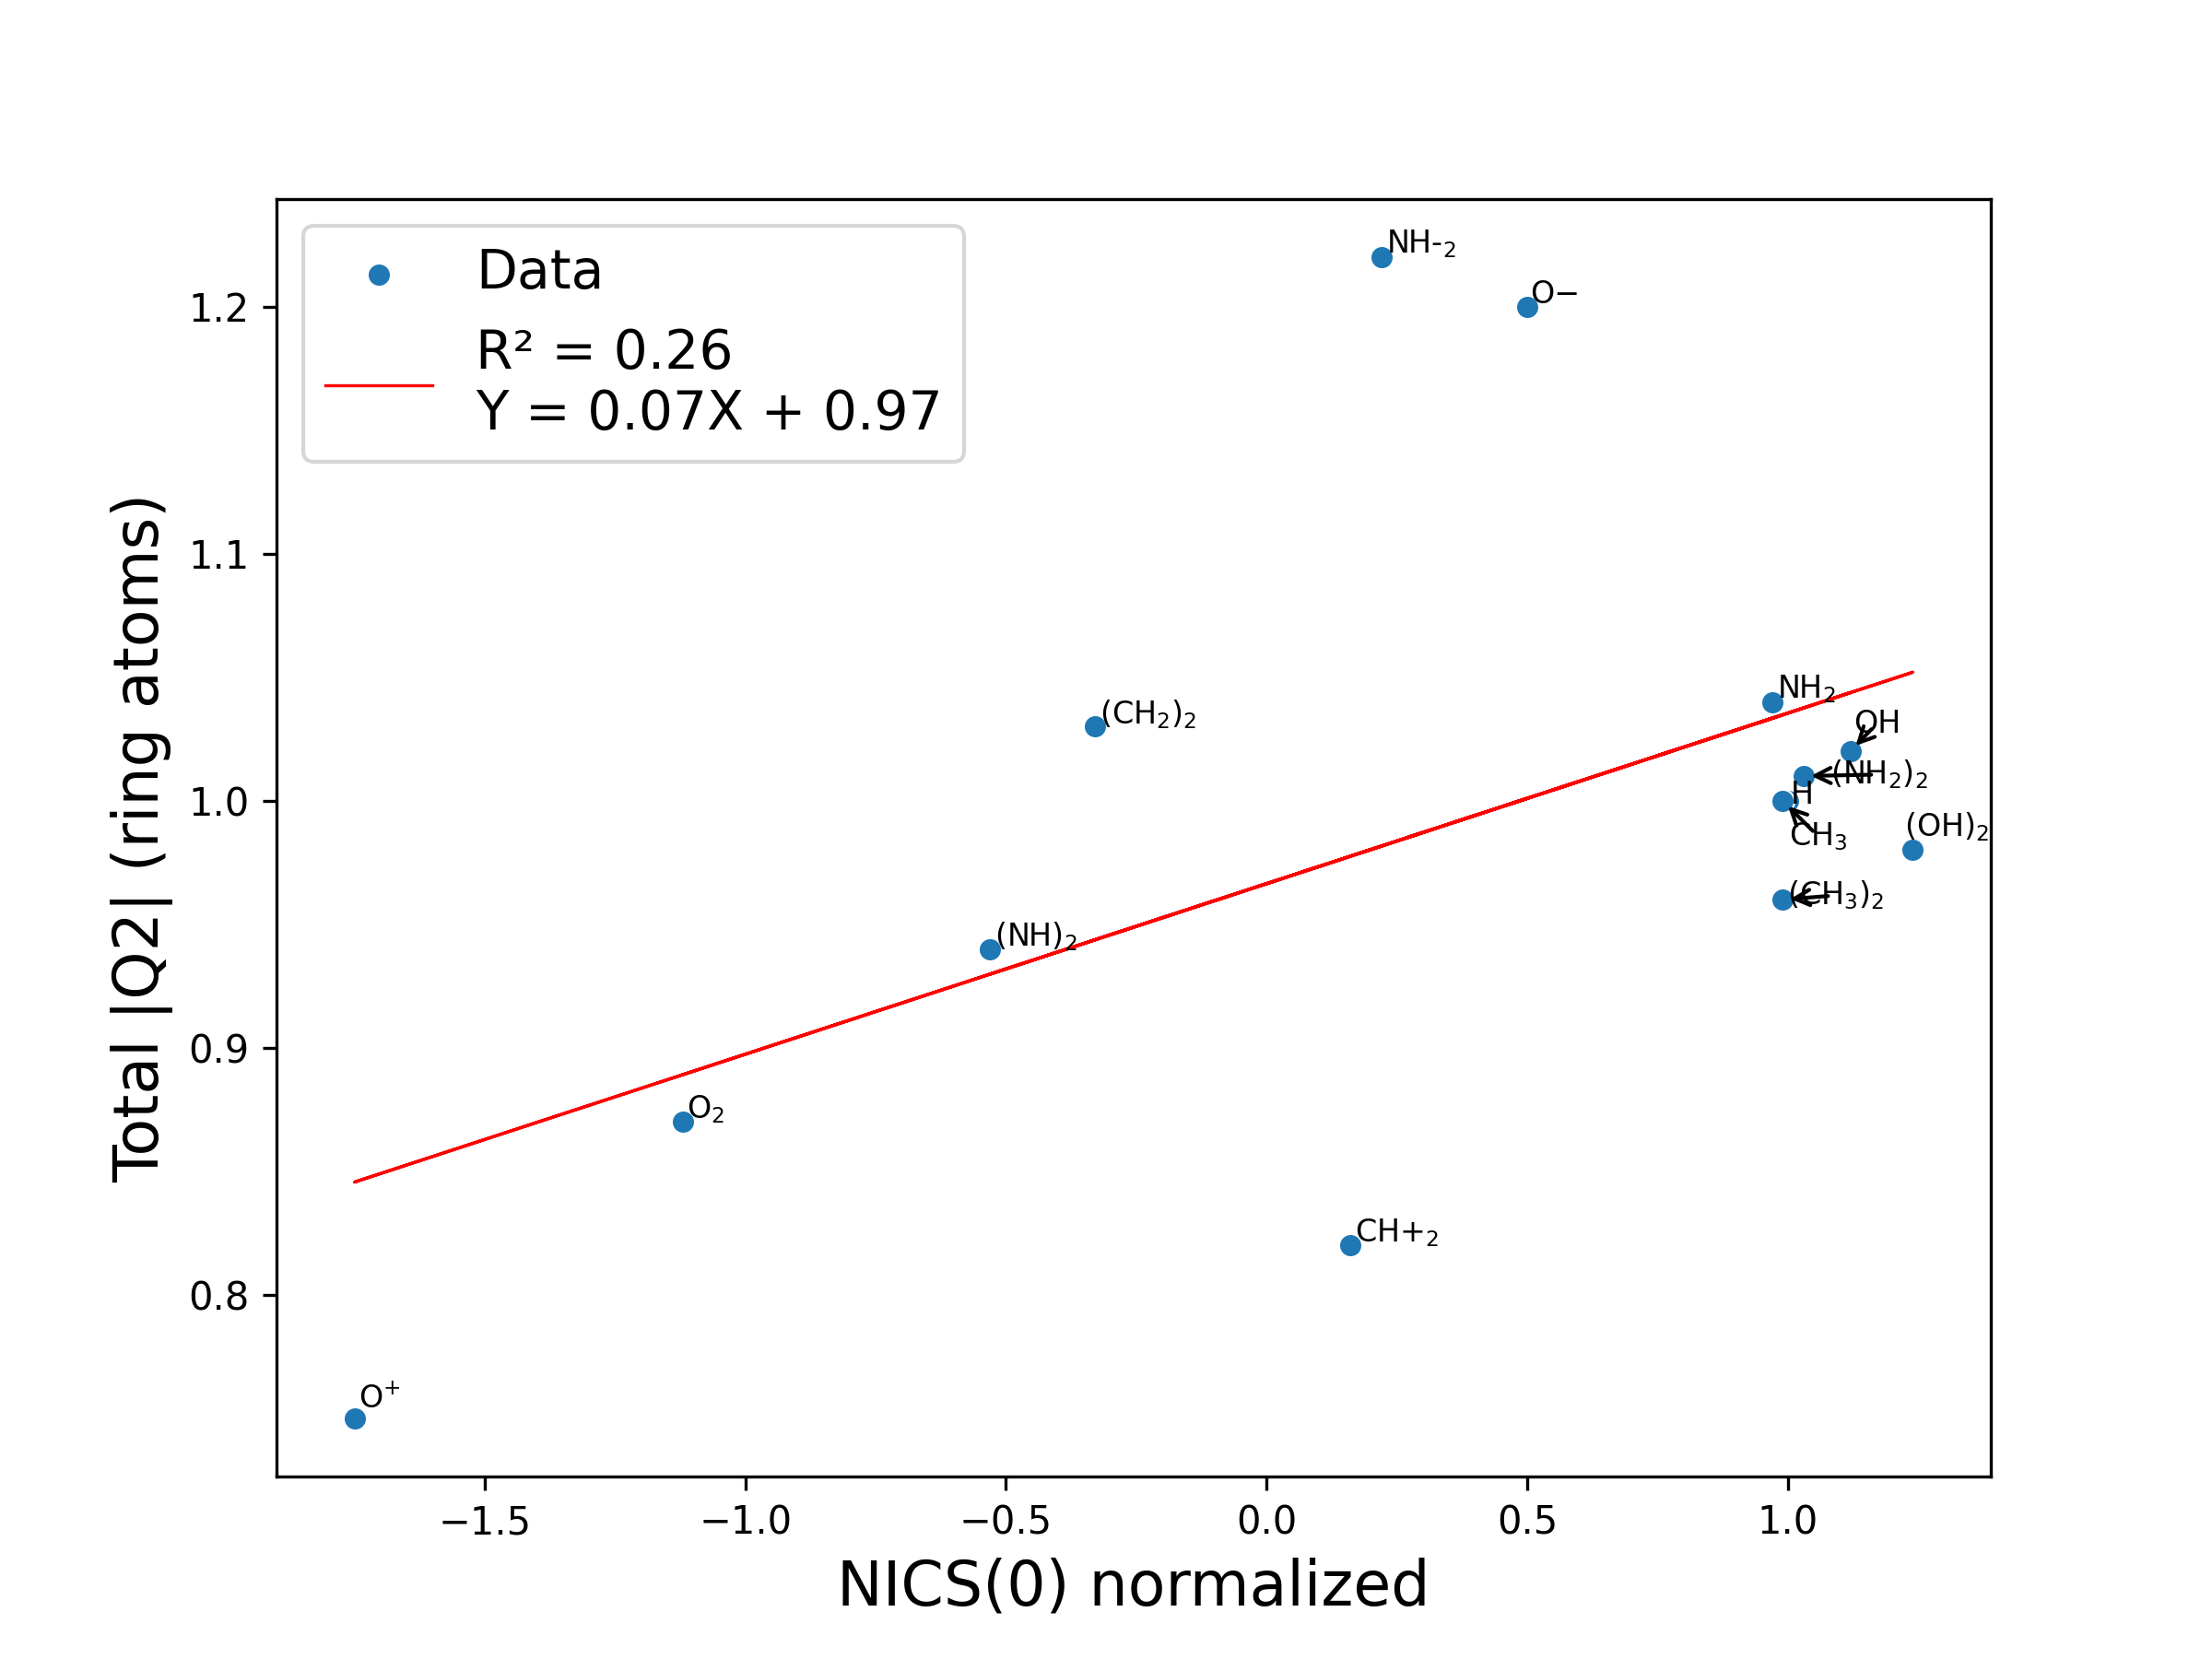 Data
R² = 0.26
Y = 0.07X + 0.97
NH-₂
O−
(CH₂)₂
NH₂
OH
(NH₂)₂
H
CH₃
(OH)₂
(CH₃)₂
(NH)₂
O₂
CH+₂
O⁺
1.2
1.1
1.0
0.9
0.8
Total |Q2| (ring atoms)
−1.5 −1.0 −0.5 0.0 0.5 1.0
NICS(0) normalized